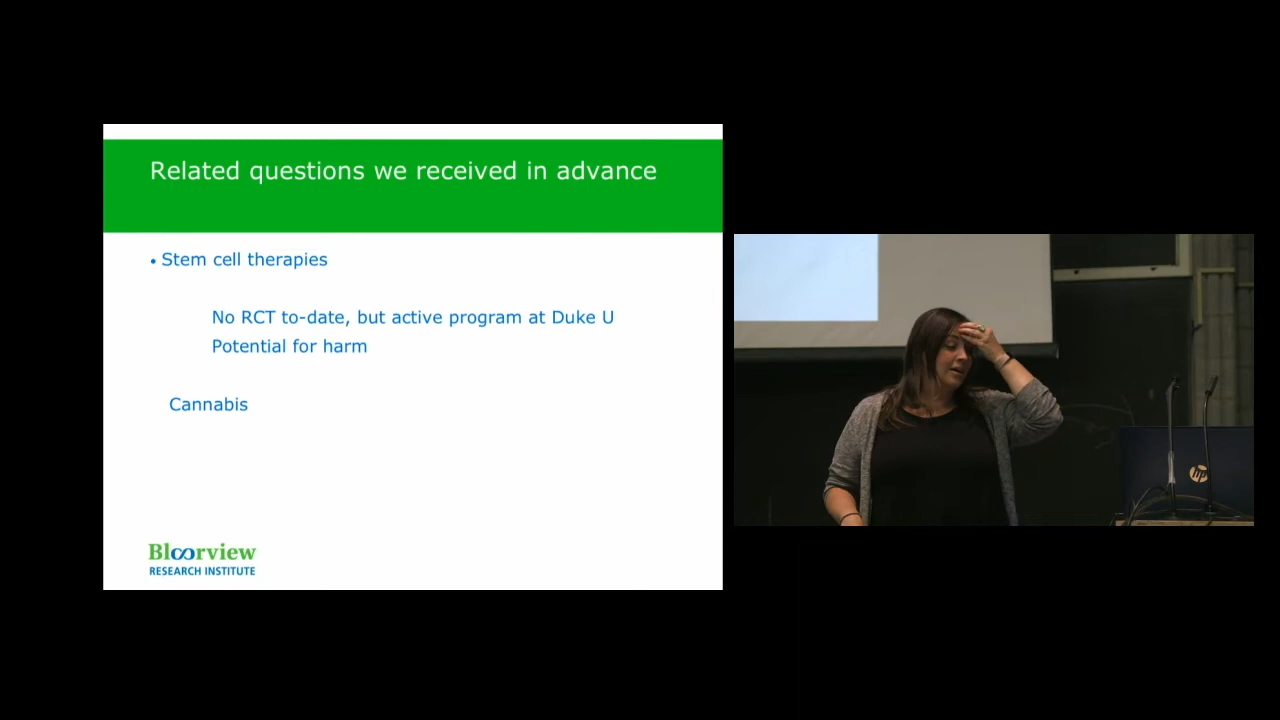 Related questions we received in advance
• Stem cell therapies
No RCT to-date, but active program at Duke U
Potential for harm
Cannabis
Bloorview
RESEARCH INSTITUTE
hp